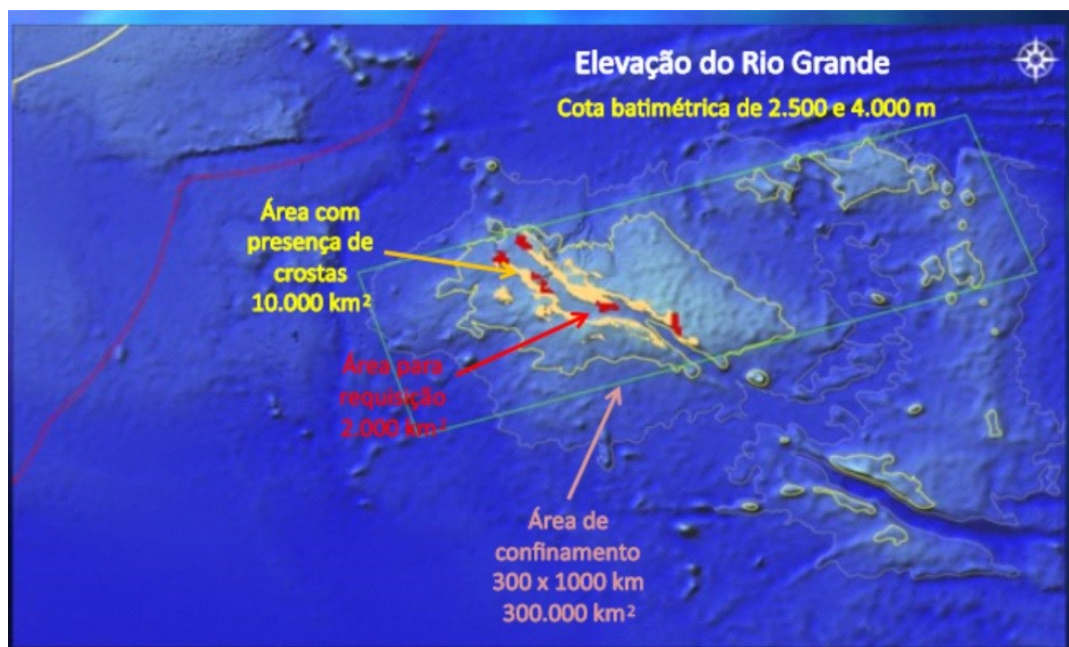 Elevação do Rio Grande
Cota batimétrica de 2.500 e 4.000 m
Área com
presença de
crostas
10.000 km²
Área para
requisição
2.000 km²
Área de
confinamento
300 x 1000 km
300.000 km²